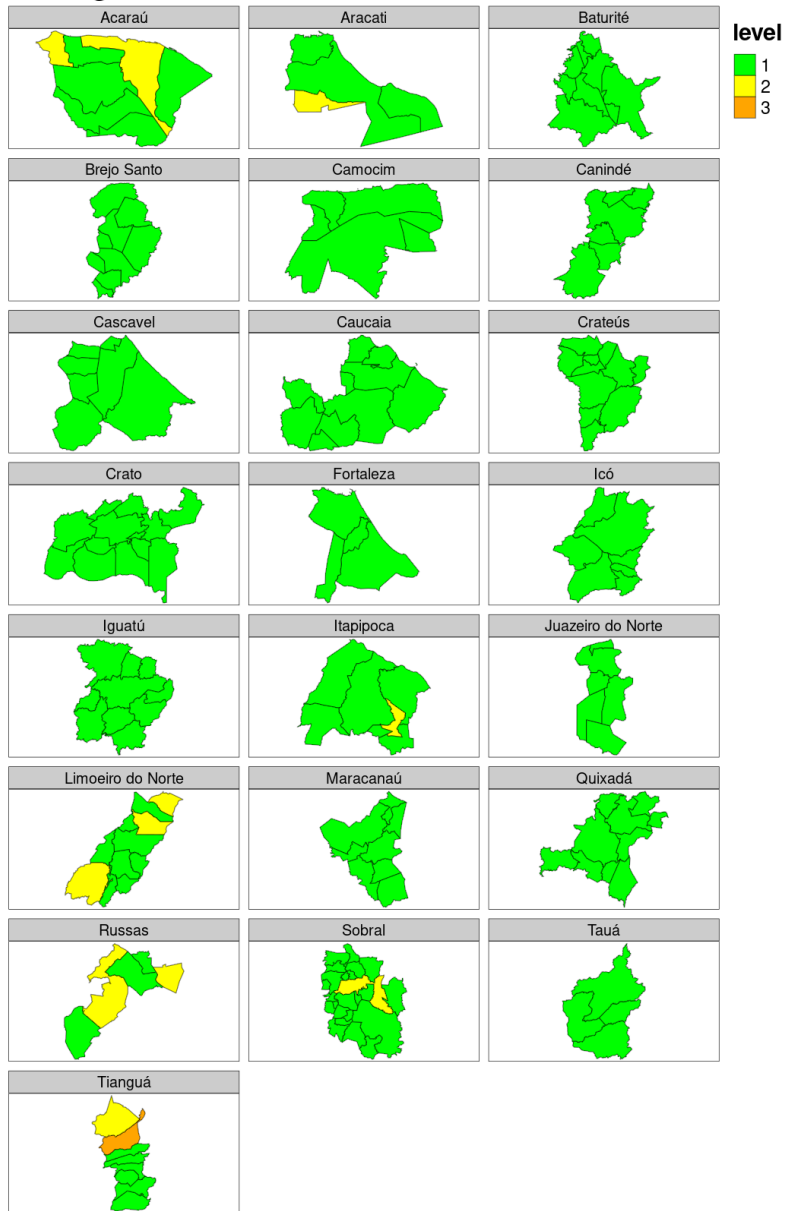 Acaraú
Aracati
Baturité
level
1
2
3
Brejo Santo
Camocim
Canindé
Cascavel
Caucaia
Crateús
Crato
Fortaleza
Icó
Iguatú
Itapipoca
Juazeiro do Norte
Limoeiro do Norte
Maracanaú
Quixadá
Russas
Sobral
Tauá
Tianguá